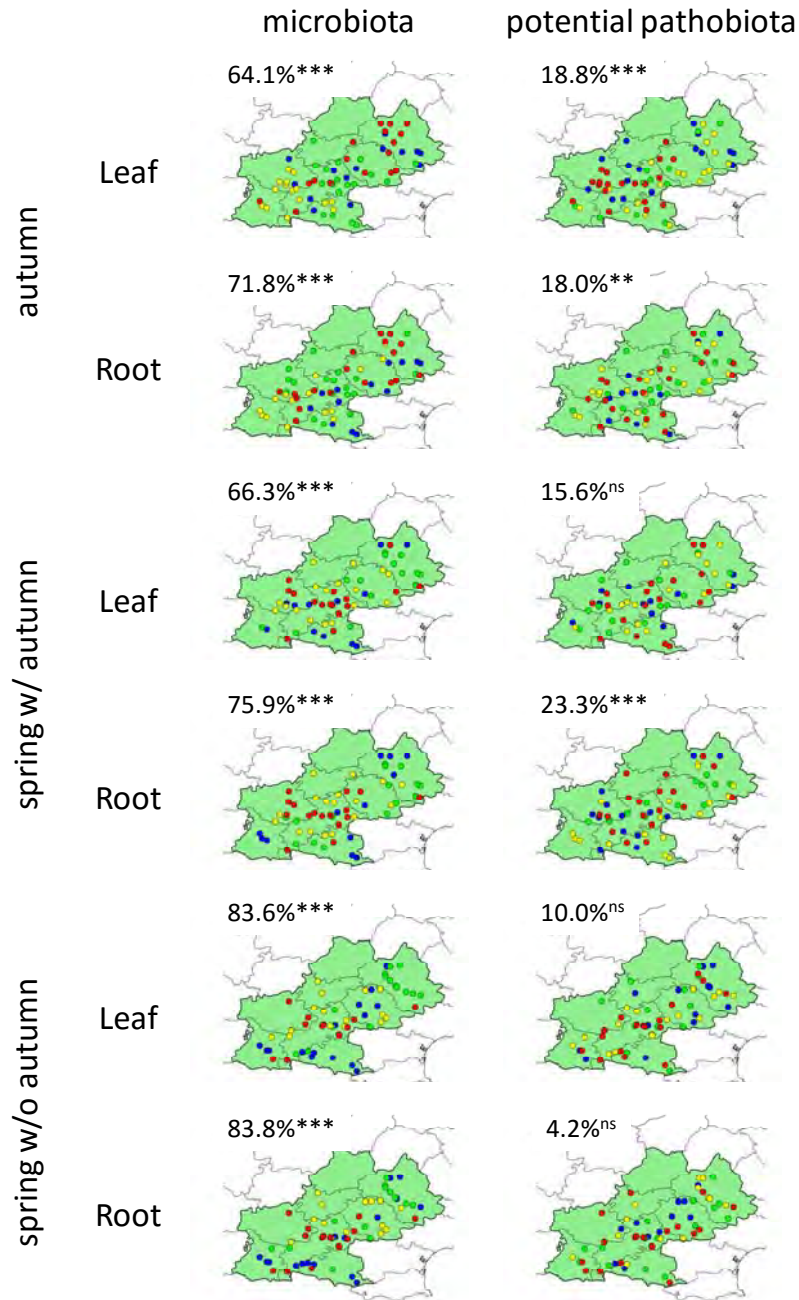 microbiota potential pathobiota
autumn
Leaf
64.1%*** 18.8%***
Root
71.8%*** 18.0%**
spring w/ autumn
Leaf
66.3%*** 15.6%ns
Root
75.9%*** 23.3%***
spring w/o autumn
Leaf
83.6%*** 10.0%ns
Root
83.8%*** 4.2%ns